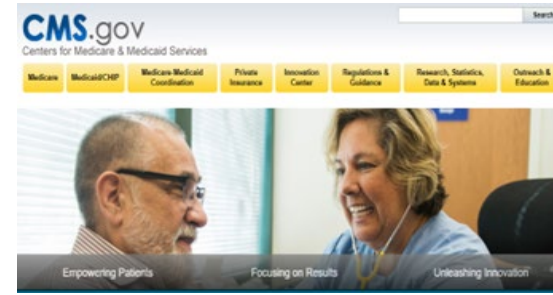 Search
CMS.gov
Centers for Medicare & Medicaid Services
Medicare
Medicaid/CHIP
Medicare-Medicaid
Coordination
Private
Insurance
Innovation
Center
Regulations &
Guidance
Research, Statistics,
Data & Systems
Outreach &
Education
Empowering Patients
Focusing on Results
Unleashing Innovation